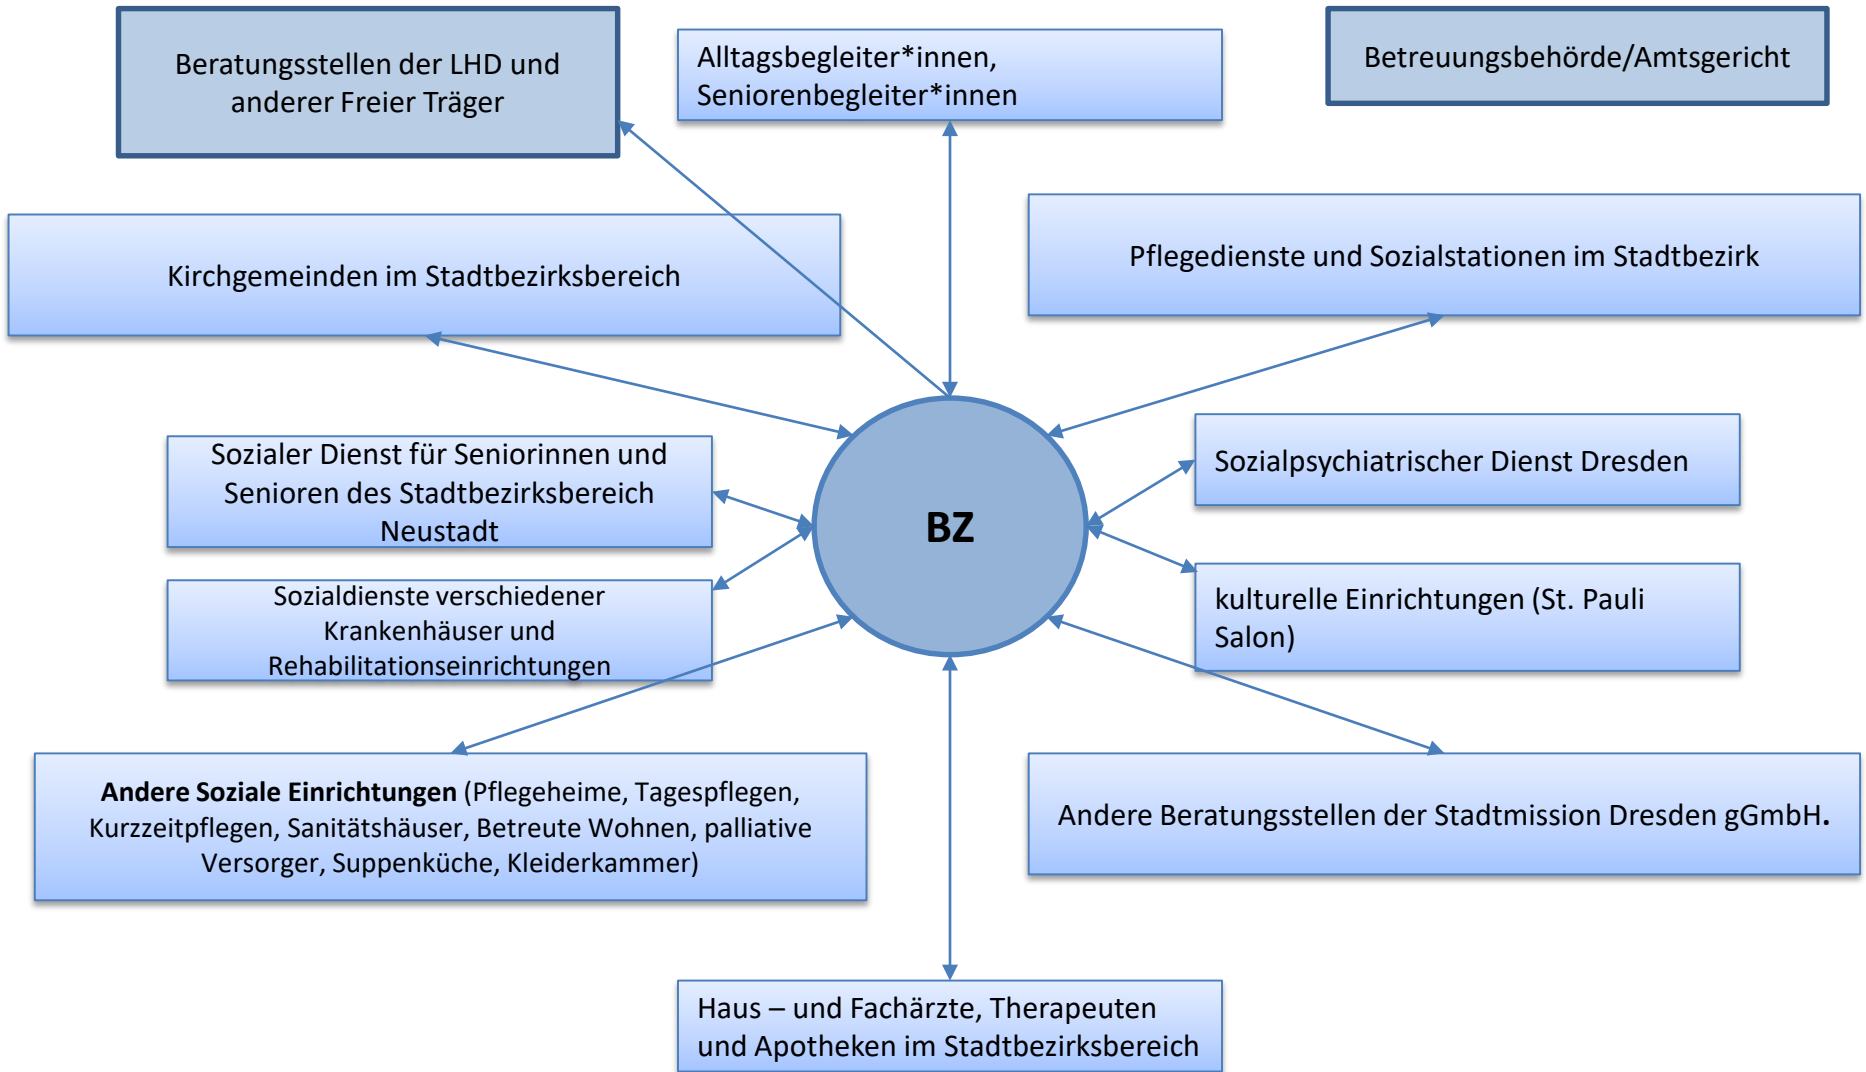 Beratungsstellen der LHD und
anderer Freier Träger
Alltagsbegleiter*innen,
Seniorenbegleiter*innen
Betreuungsbehörde/Amtsgericht
Kirchgemeinden im Stadtbezirksbereich
Pflegedienste und Sozialstationen im Stadtbezirk
Sozialer Dienst für Seniorinnen und
Senioren des Stadtbezirksbereich
Neustadt
BZ
Sozialpsychiatrischer Dienst Dresden
Sozialdienste verschiedener
Krankenhäuser und
Rehabilitationseinrichtungen
kulturelle Einrichtungen (St. Pauli
Salon)
Andere Soziale Einrichtungen (Pflegeheime, Tagespflegen,
Kurzzeitpflegen, Sanitätshäuser, Betreute Wohnen, palliative
Versorger, Suppenküche, Kleiderkammer)
Andere Beratungsstellen der Stadtmission Dresden gGmbH.
Haus – und Fachärzte, Therapeuten
und Apotheken im Stadtbezirksbereich